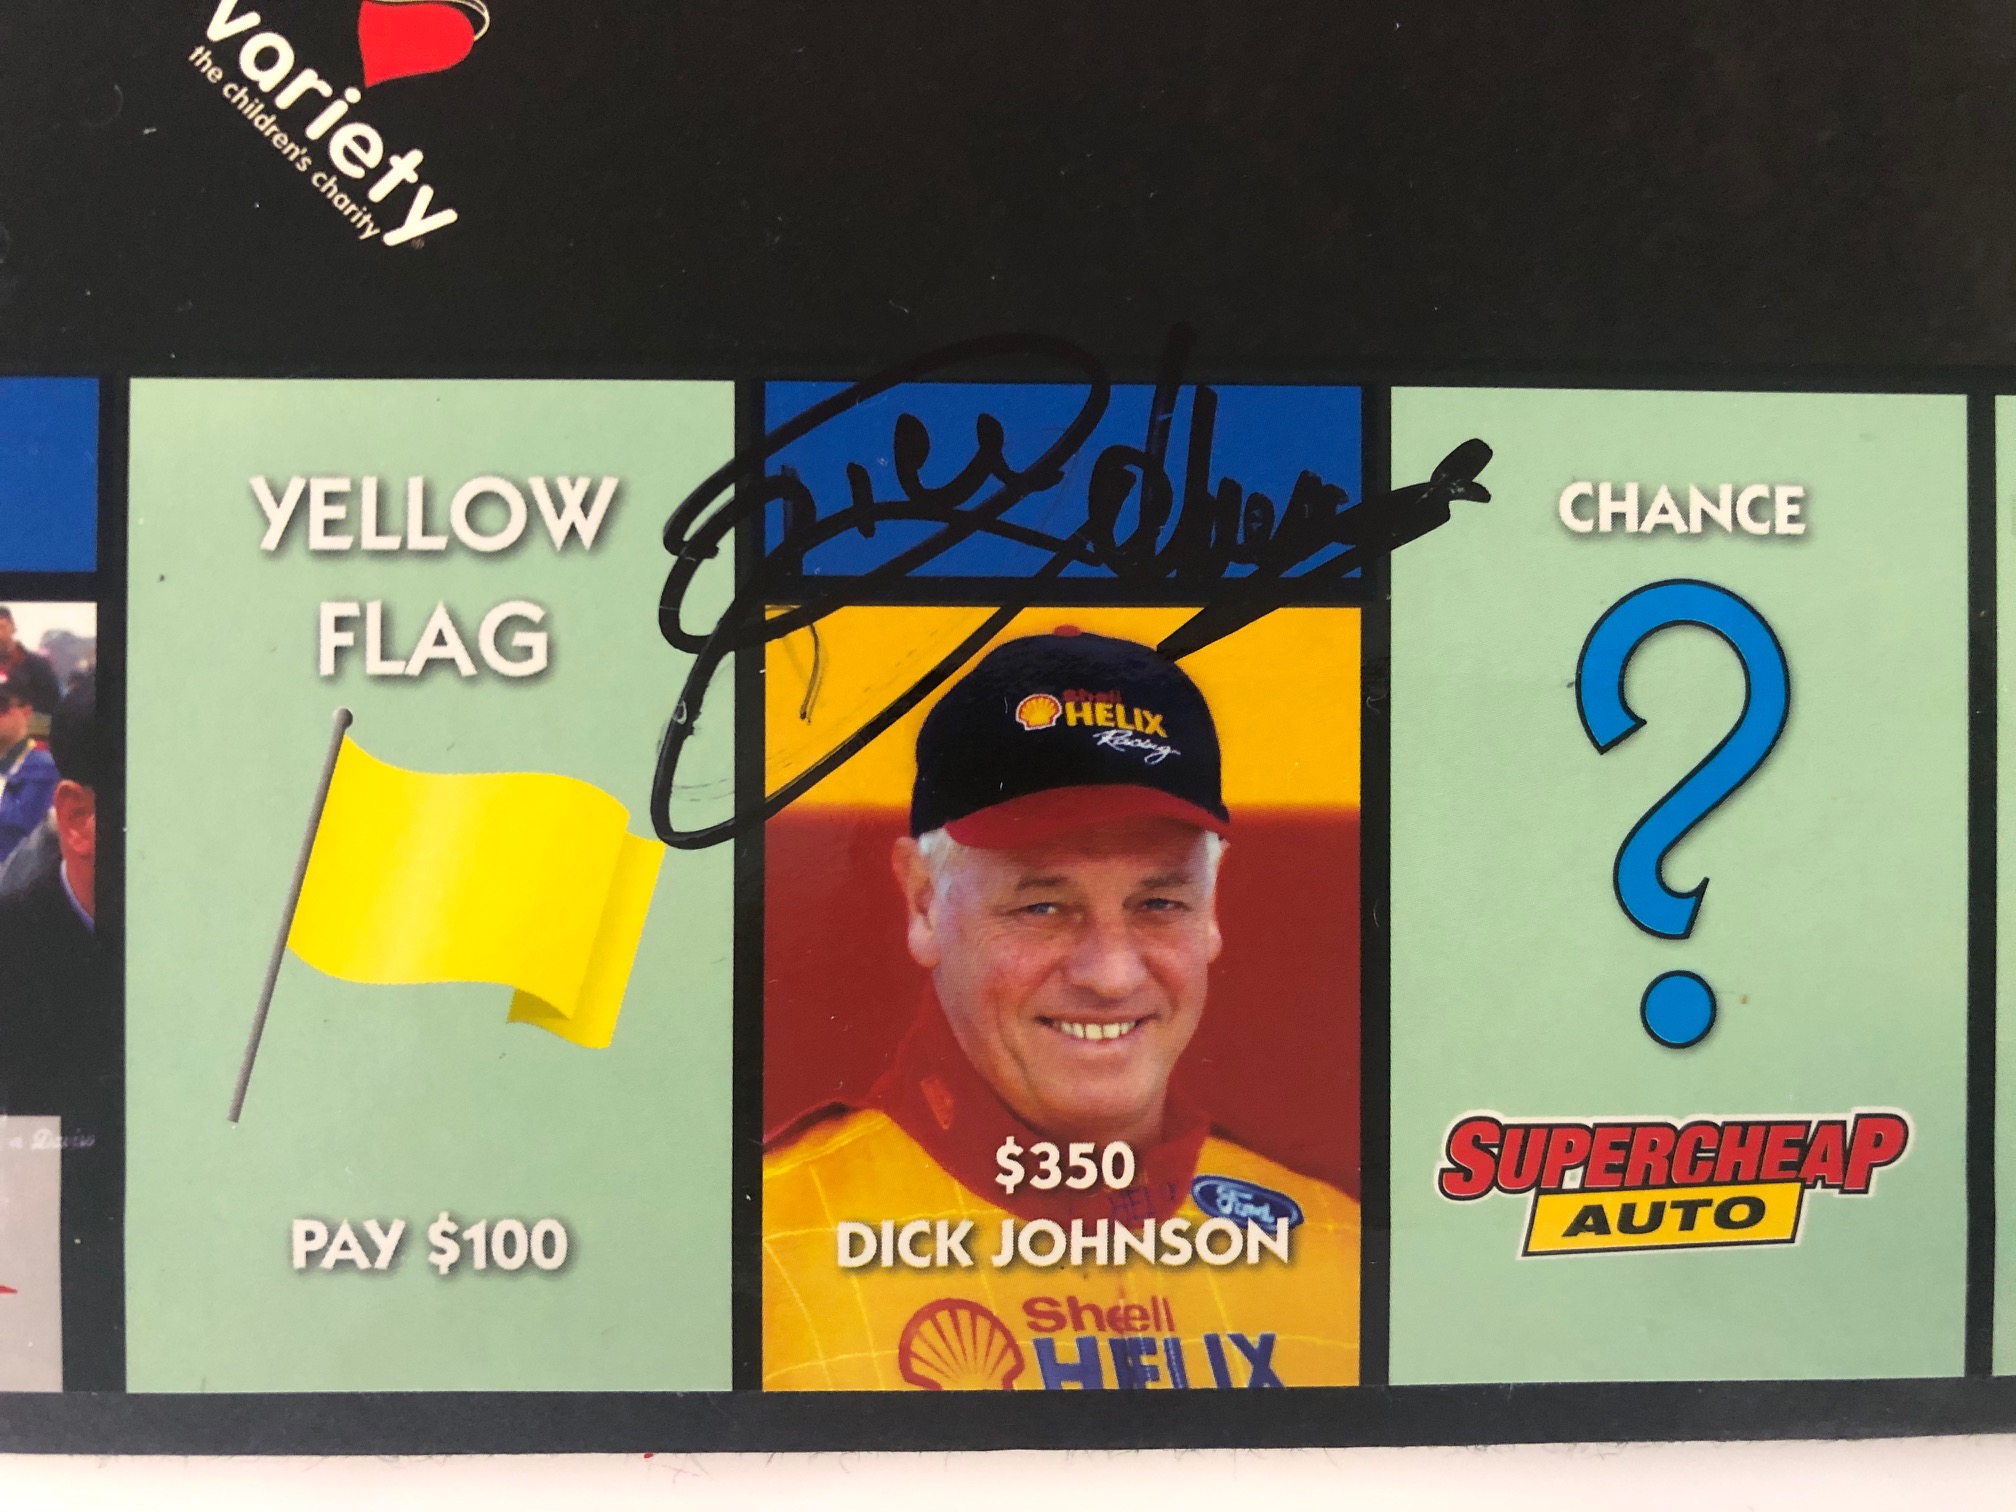 variety
the children's charity
YELLOW
FLAG
PAY $100
Shell
HELIX
Racing
$350
Ford
DICK JOHNSON
Shell
HELIX
CHANCE
?
SUPERCHEAP
AUTO